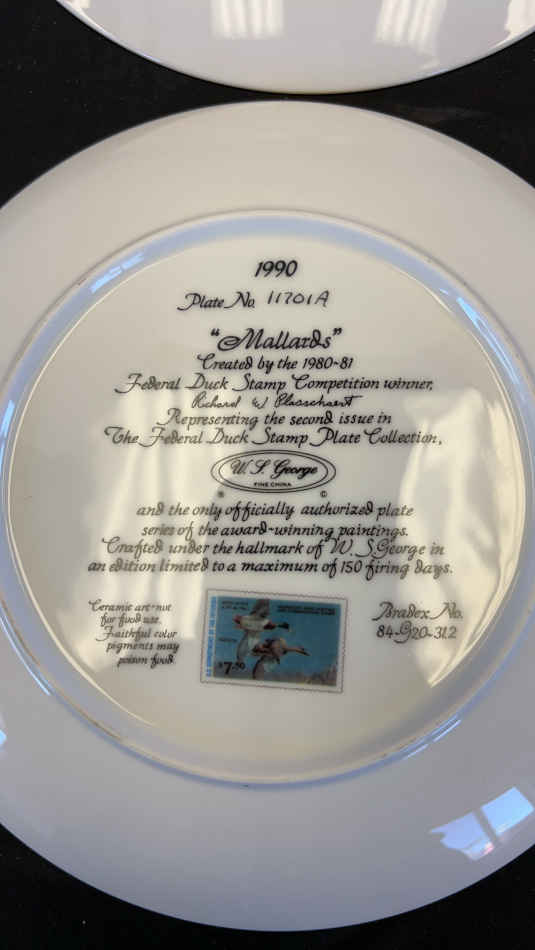 1990
Plate No. 11701A
"Mallards"
Created by the 1980-81
Federal Duck Stamp Competition winner,
Richard W Plasschaert
Representing the second issue in
The Federal Duck Stamp Plate Collection,
W. S. George
FINE CHINA
® ©
and the only officially authorized plate
series of the award-winning paintings.
Crafted under the hallmark of W. S. George in
an edition limited to a maximum of 150 firing days.
Ceramic art-not
for food use.
Faithful color
pigments may
poison food.
$7.50
Bradex No.
84-G20-31.2